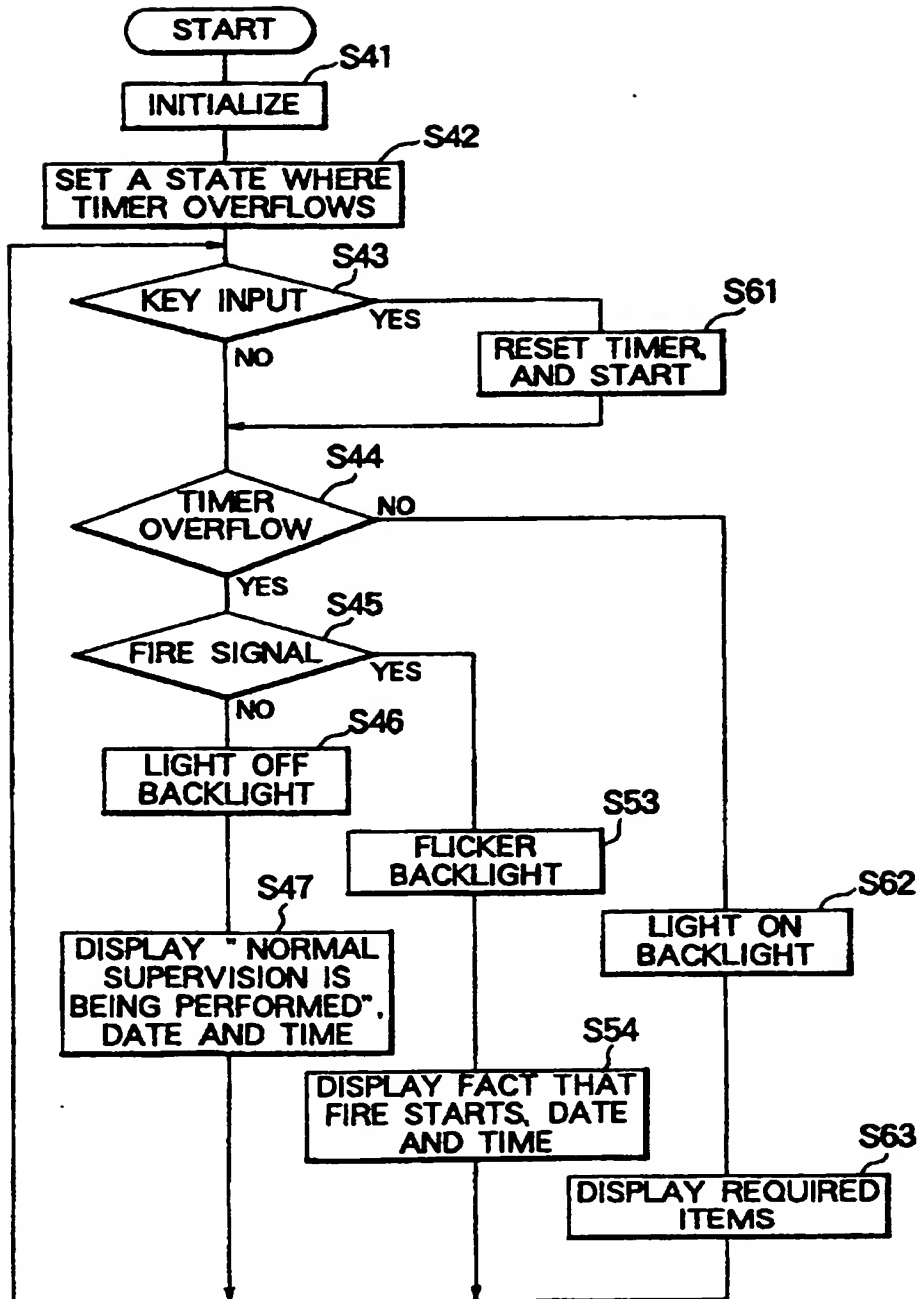 START
S41
INITIALIZE
S42
SET A STATE WHERE
TIMER OVERFLOWS
S43
KEY INPUT
YES
NO
S61
RESET TIMER,
AND START
S44
TIMER
OVERFLOW
NO
YES
S45
FIRE SIGNAL
YES
NO
S46
LIGHT OFF
BACKLIGHT
S53
FLICKER
BACKLIGHT
S62
LIGHT ON
BACKLIGHT
S47
DISPLAY "NORMAL
SUPERVISION IS
BEING PERFORMED",
DATE AND TIME
S54
DISPLAY FACT THAT
FIRE STARTS, DATE
AND TIME
S63
DISPLAY REQUIRED
ITEMS